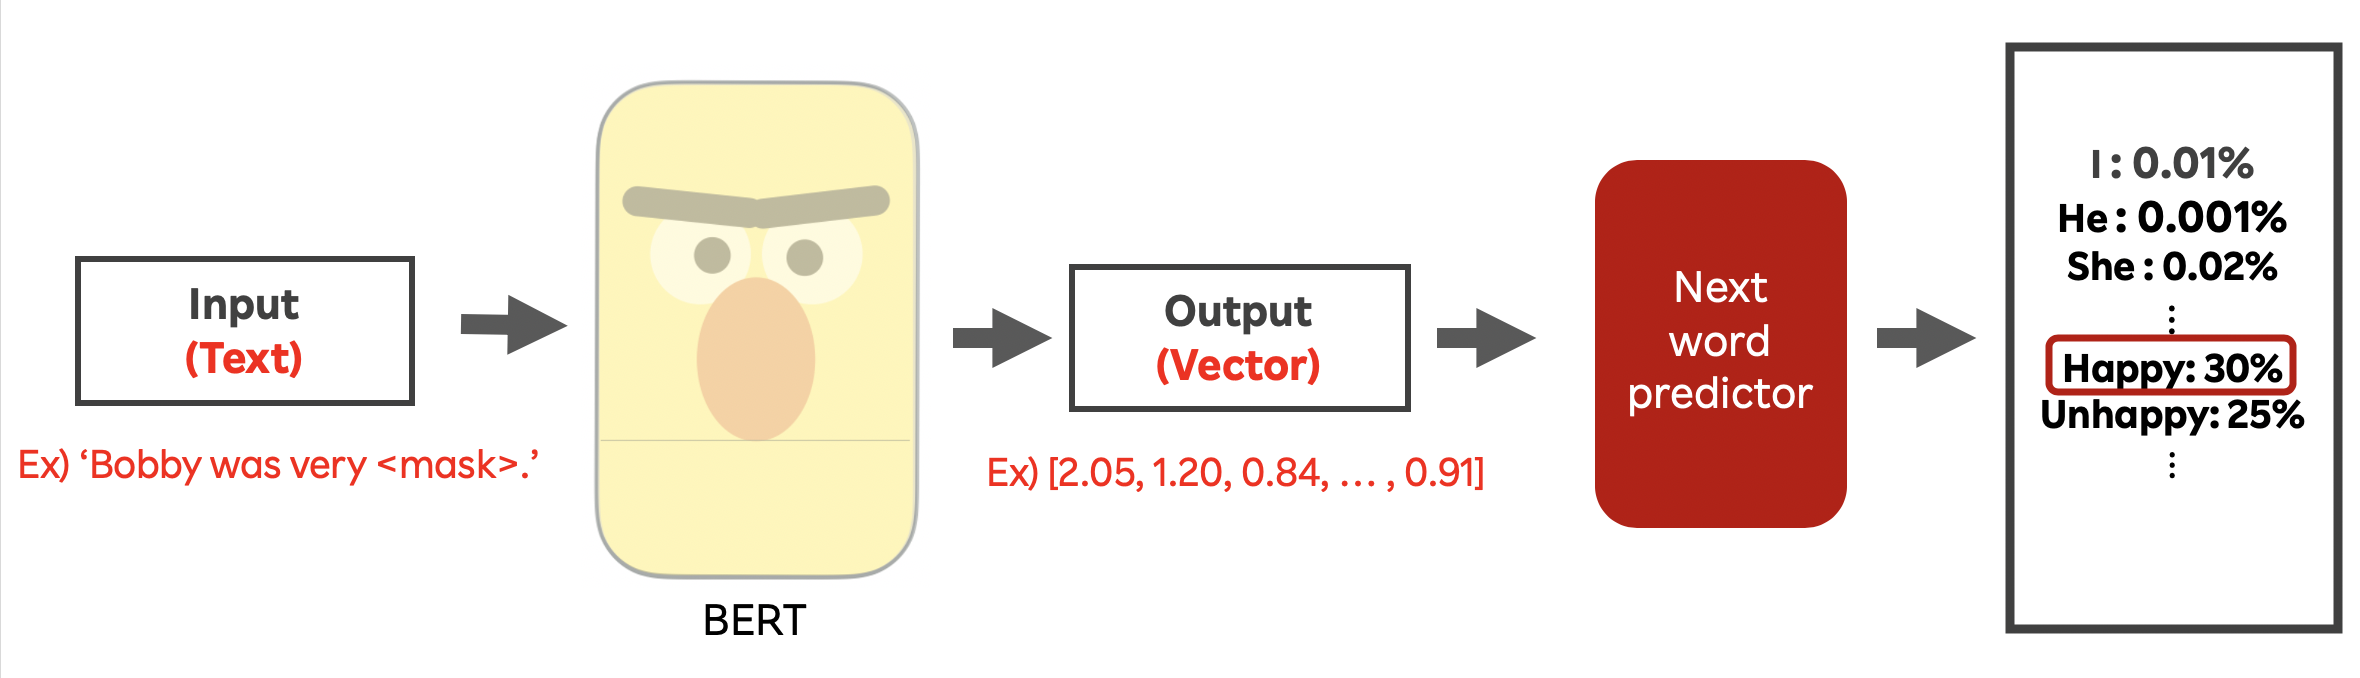 Input
(Text)
Ex) ‘Bobby was very <mask>.’
BERT
Output
(Vector)
Ex) [2.05, 1.20, 0.84, … , 0.91]
Next
word
predictor
I : 0.01%
He : 0.001%
She : 0.02%
⋮
Happy: 30%
Unhappy: 25%
⋮